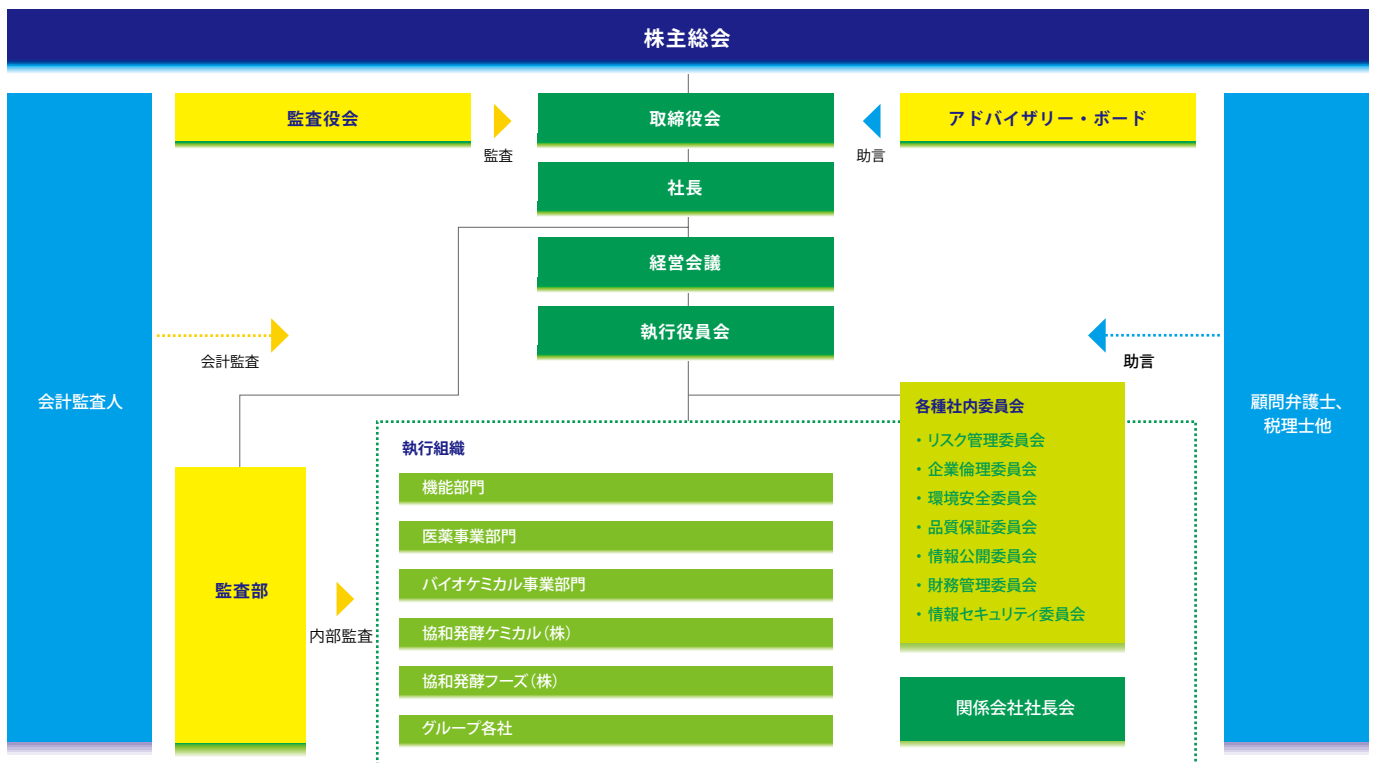 株主総会
監査役会
監査
取締役会
助言
アドバイザリー・ボード
社長
経営会議
執行役員会
会計監査
助言
会計監査人
顧問弁護士、
税理士他
各種社内委員会
・リスク管理委員会
・企業倫理委員会
・環境安全委員会
・品質保証委員会
・情報公開委員会
・財務管理委員会
・情報セキュリティ委員会
執行組織
機能部門
医薬事業部門
バイオケミカル事業部門
協和発酵ケミカル（株）
協和発酵フーズ（株）
グループ各社
監査部
内部監査
関係会社社長会